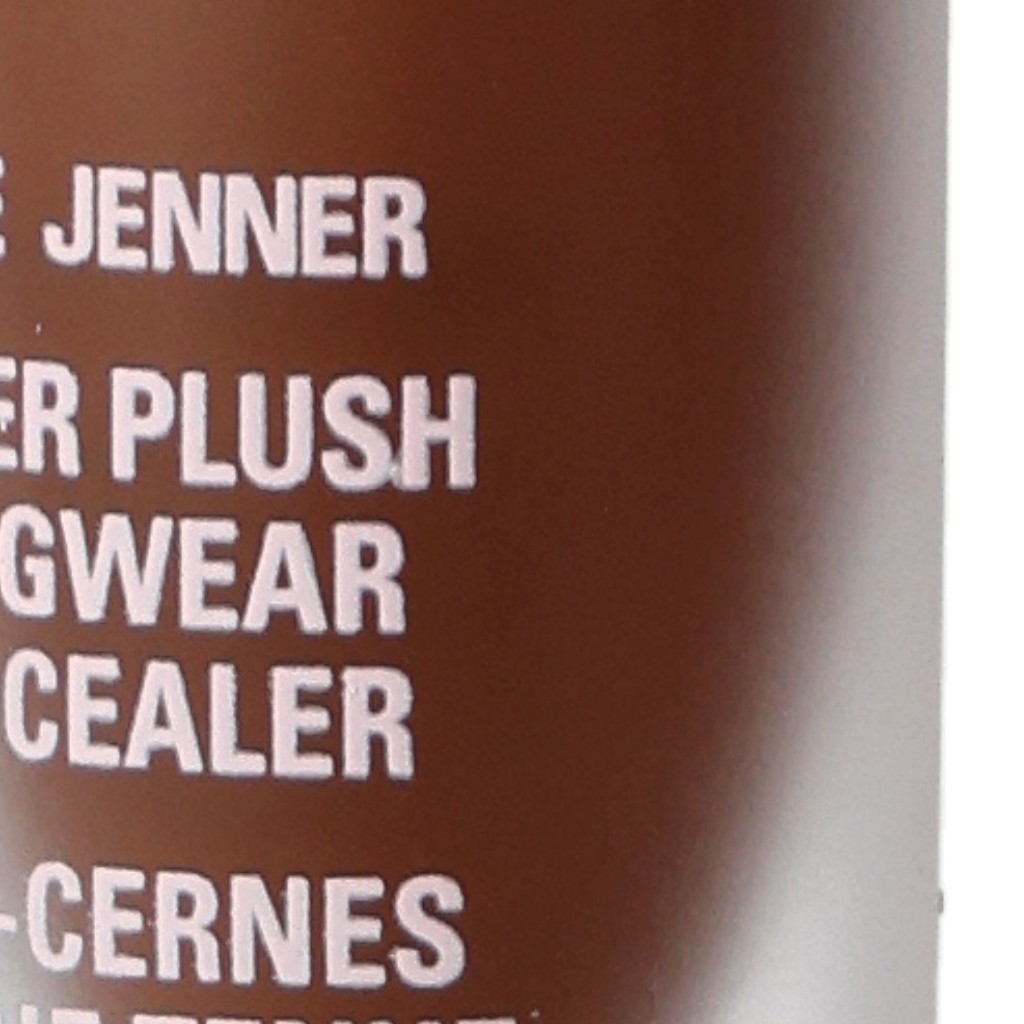 E JENNER
ER PLUSH
GWEAR
CEALER
-CERNES